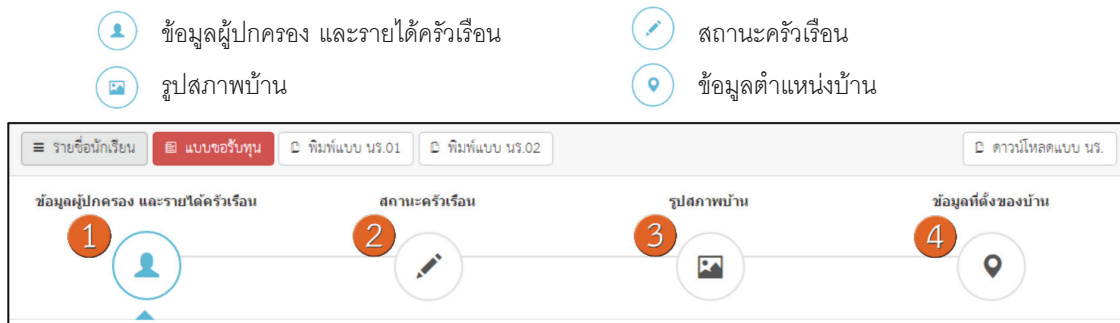 ข้อมูลผู้ปกครอง และรายได้ครัวเรือน
สถานะครัวเรือน
รูปสภาพบ้าน
ข้อมูลตำแหน่งบ้าน
รายชื่อนักเรียน แบบขอรับทุน พิมพ์แบบ นร.01 พิมพ์แบบ นร.02 ดาวน์โหลดแบบ นร.
ข้อมูลผู้ปกครอง และรายได้ครัวเรือน สถานะครัวเรือน รูปสภาพบ้าน ข้อมูลที่ตั้งของบ้าน
1 2 3 4